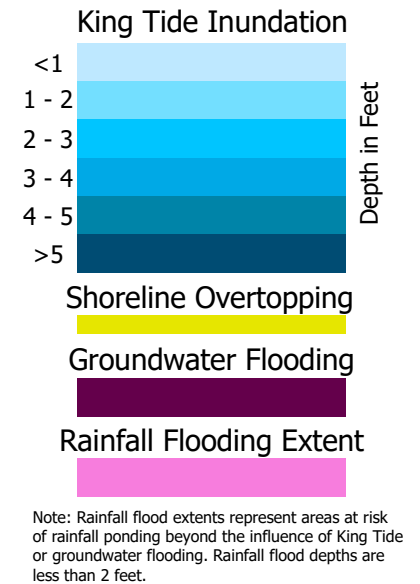 King Tide Inundation
<1
1 - 2
2 - 3
3 - 4
4 - 5
>5
Depth in Feet
Shoreline Overtopping
Groundwater Flooding
Rainfall Flooding Extent
Note: Rainfall flood extents represent areas at risk
of rainfall ponding beyond the influence of King Tide
or groundwater flooding. Rainfall flood depths are
less than 2 feet.